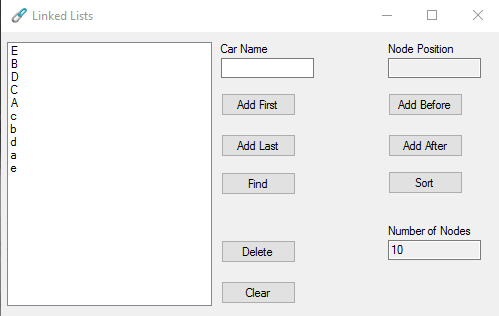 Linked Lists
E
B
D
C
A
c
b
d
a
e
Car Name
Node Position
Add First
Add Before
Add Last
Add After
Find
Sort
Number of Nodes
10
Delete
Clear